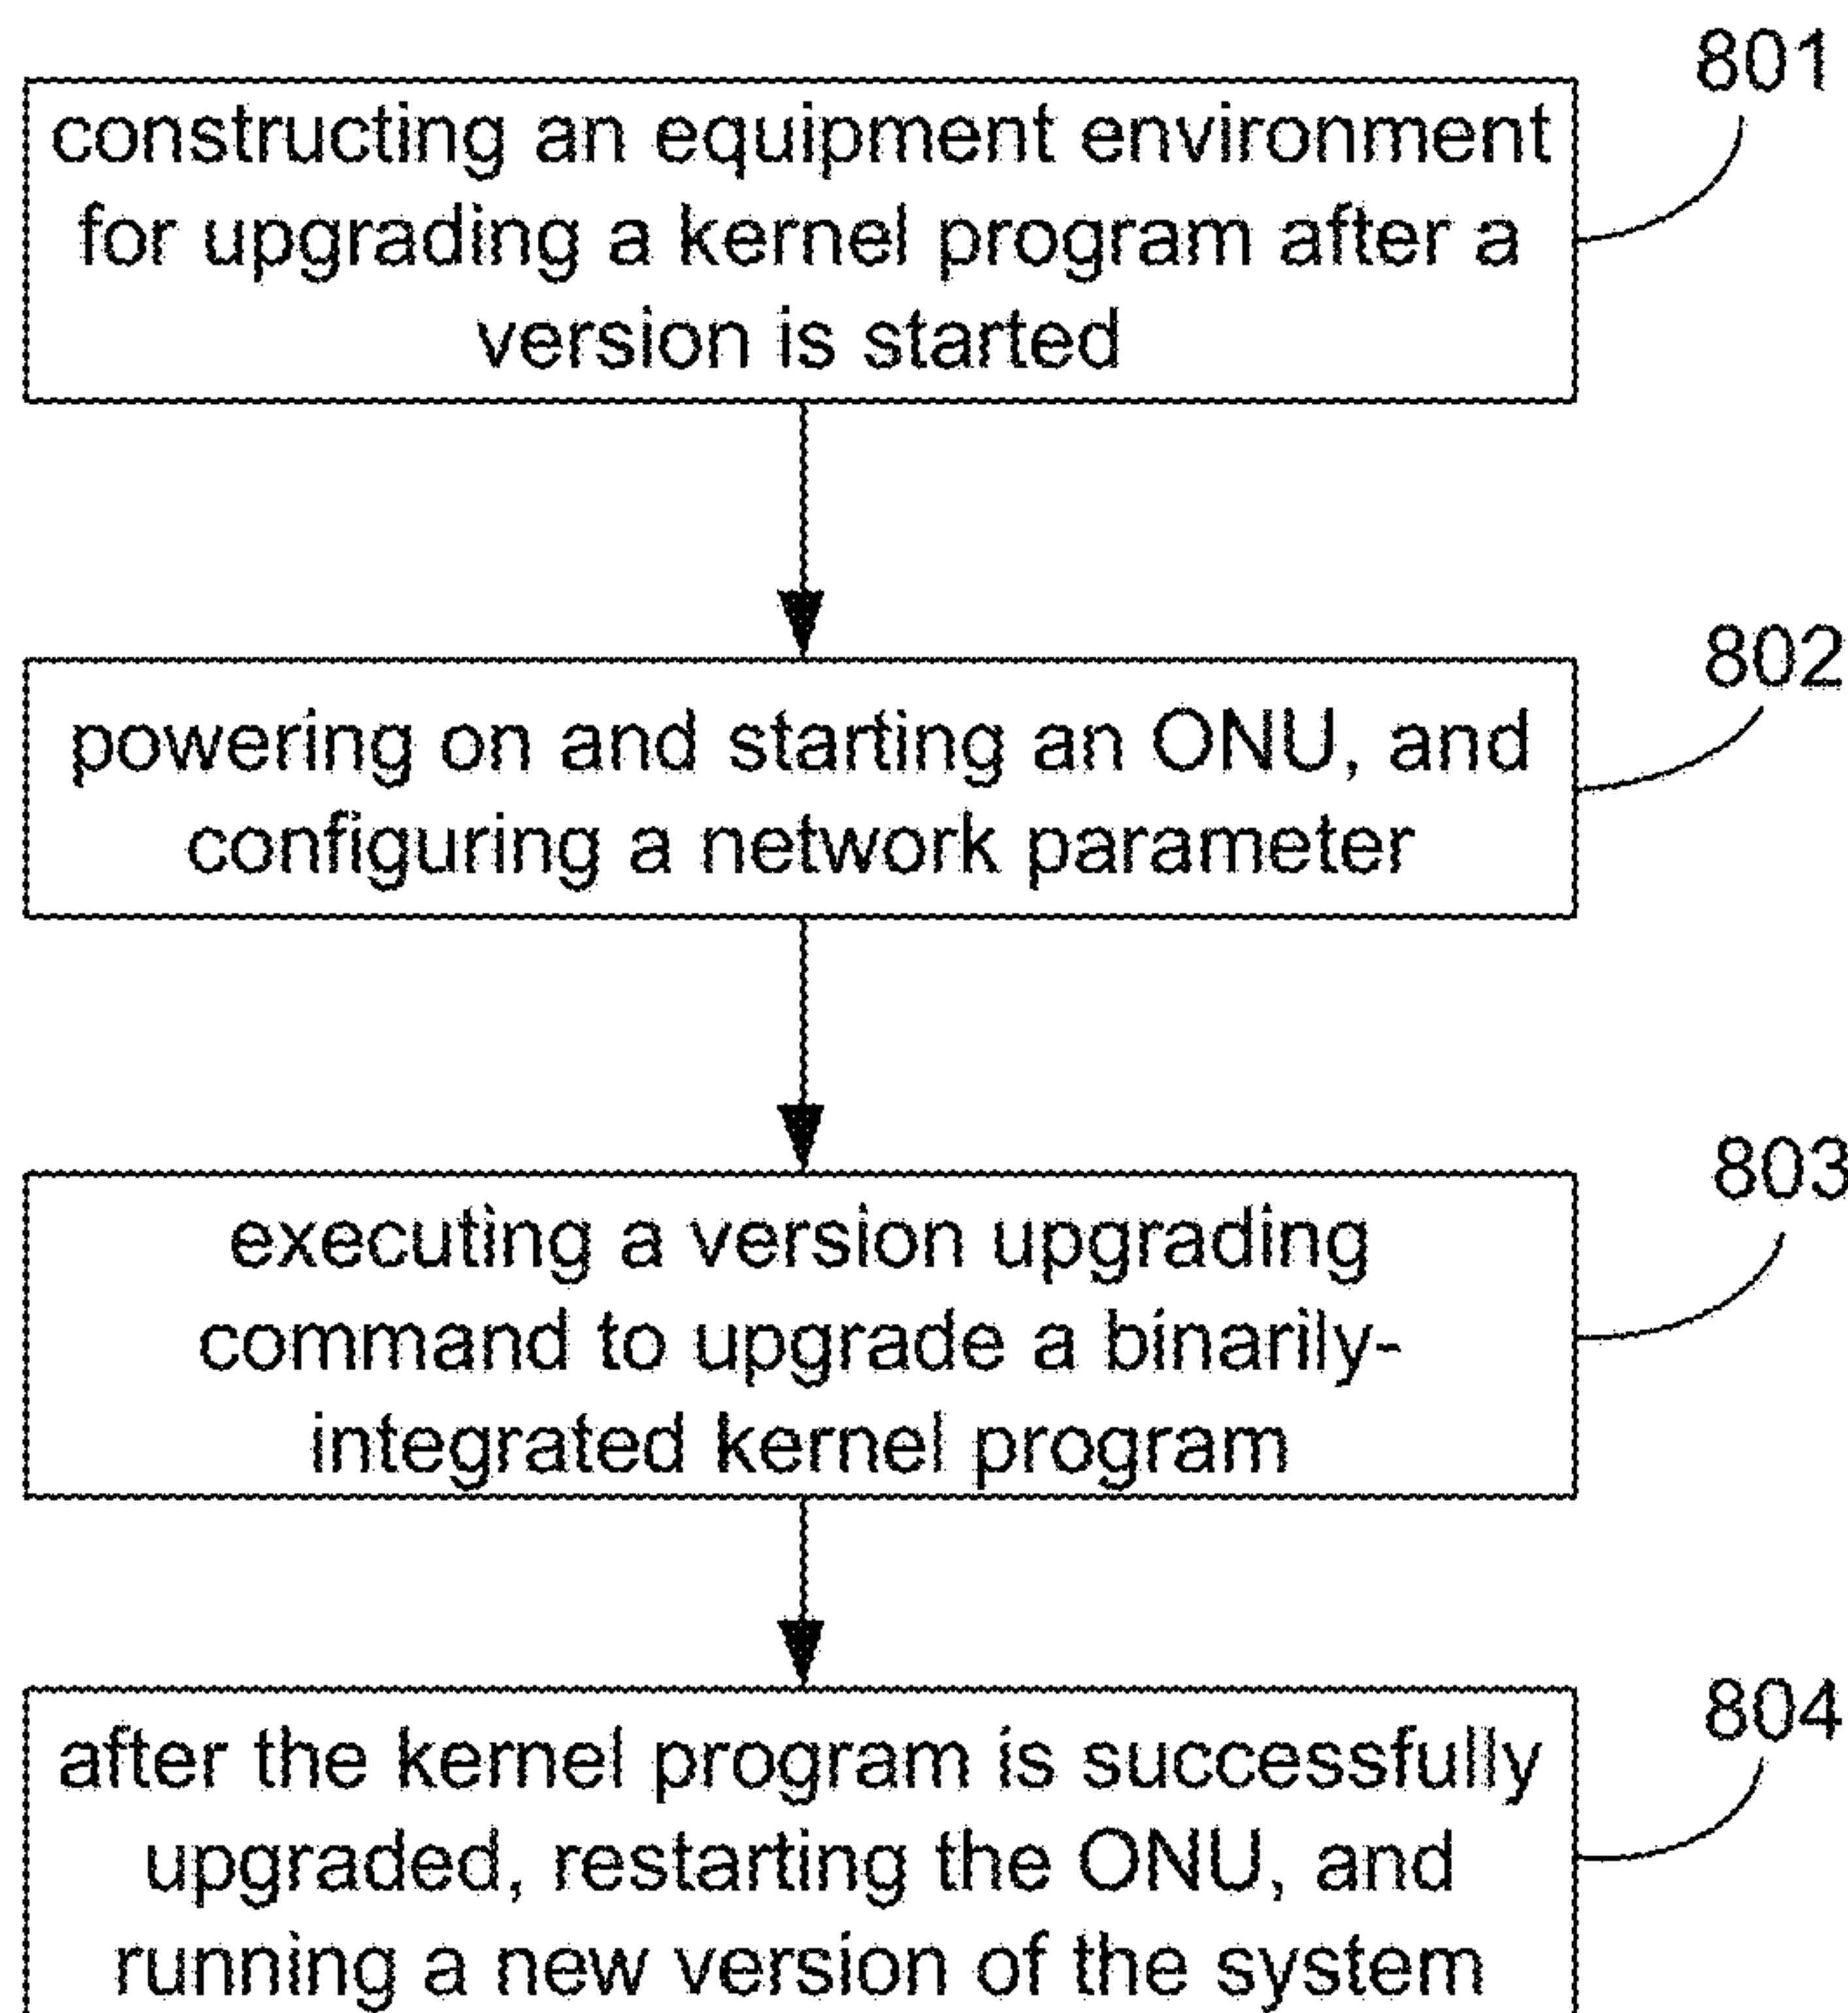 801
constructing an equipment environment
for upgrading a kernel program after a
version is started
802
powering on and starting an ONU, and
configuring a network parameter
803
executing a version upgrading
command to upgrade a binarily-
integrated kernel program
804
after the kernel program is successfully
upgraded, restarting the ONU, and
running a new version of the system